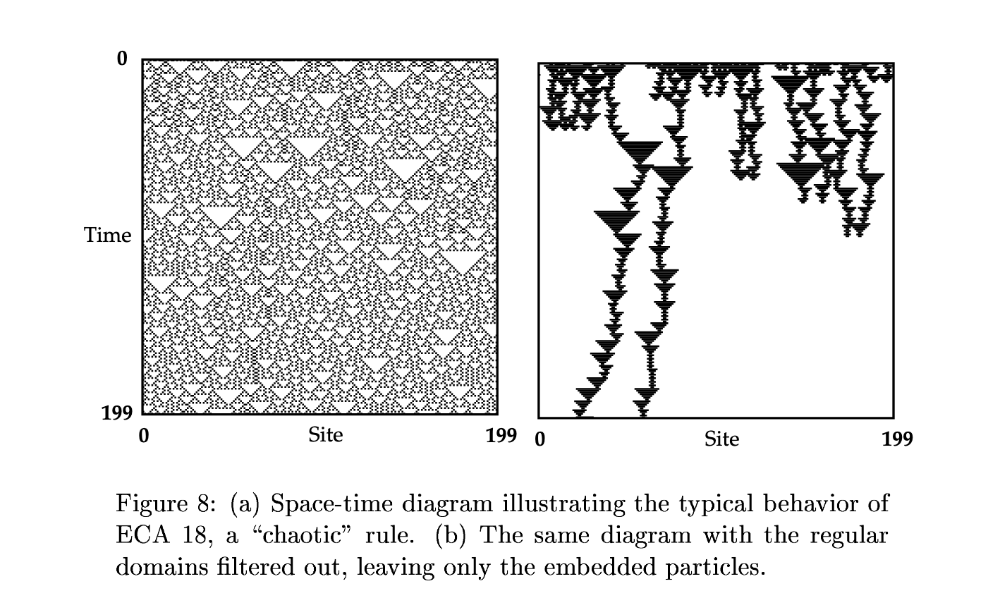 0
Time
199
0 Site 199
0 Site 199
Figure 8: (a) Space-time diagram illustrating the typical behavior of
ECA 18, a “chaotic” rule. (b) The same diagram with the regular
domains filtered out, leaving only the embedded particles.